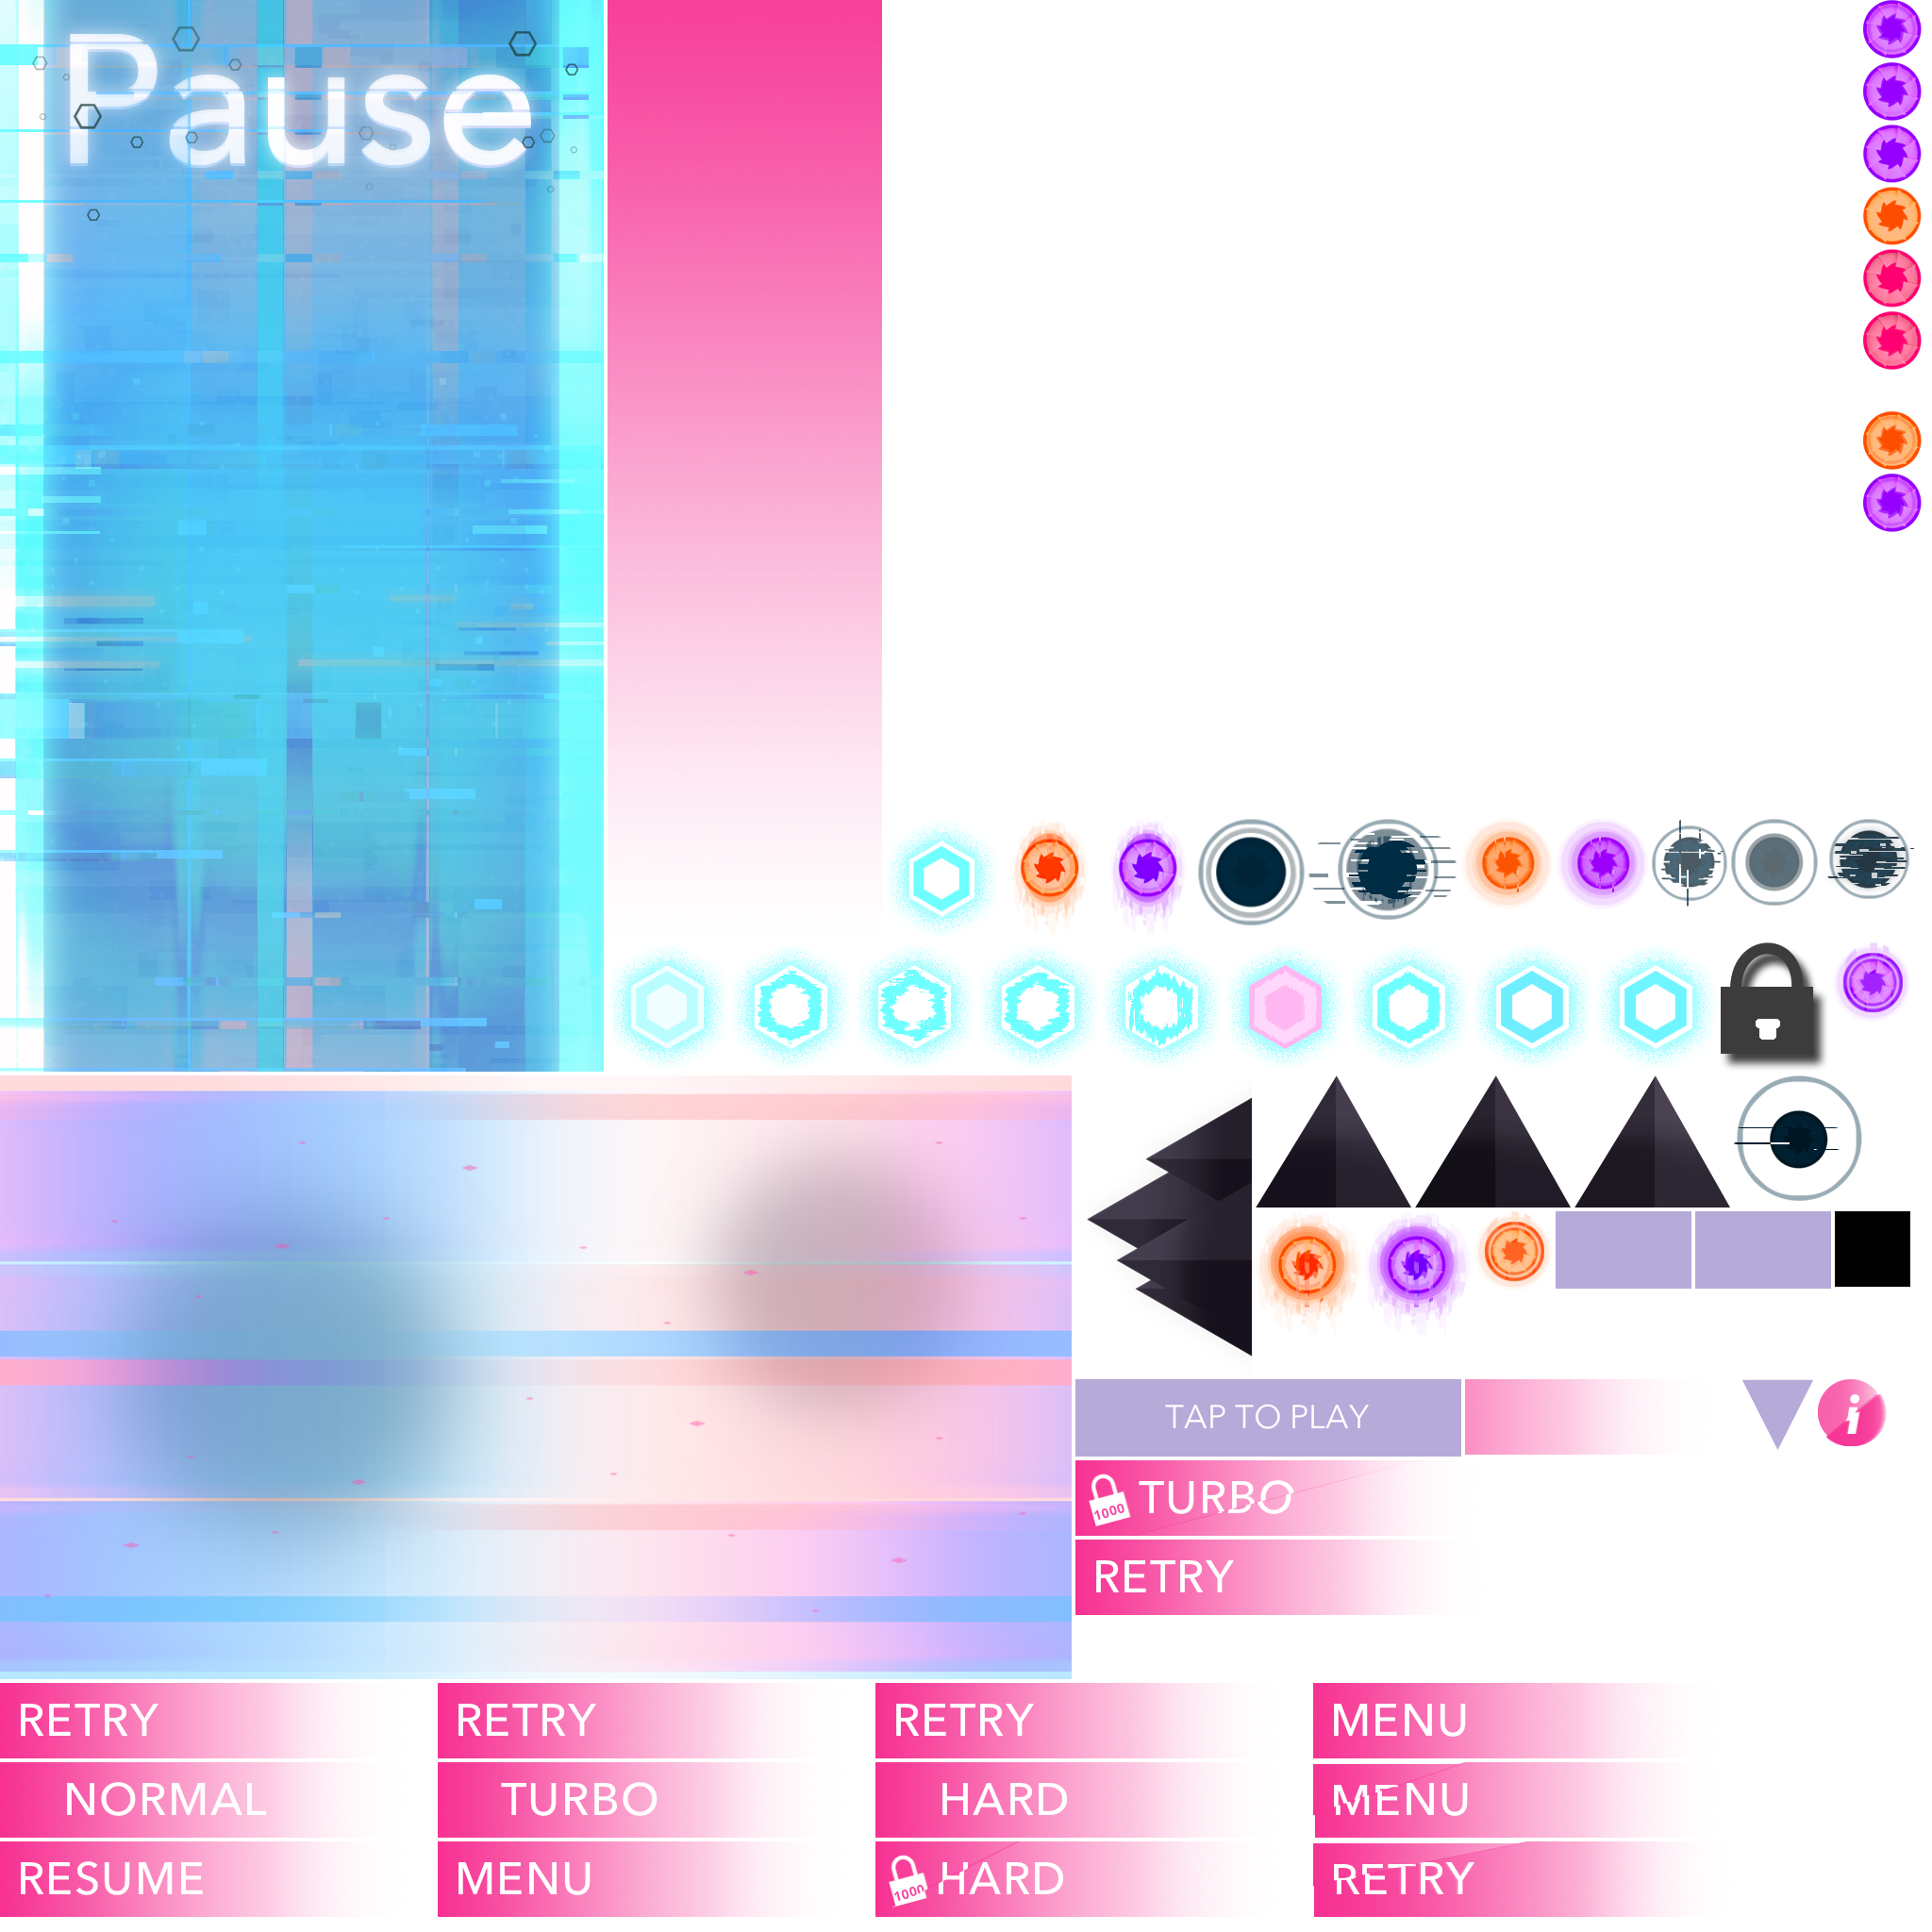 Pause
TAP TO PLAY
i
1000 TURBO
RETRY
RETRY
RETRY
RETRY
MENU
NORMAL
TURBO
HARD
MENU
RESUME
MENU
1000 HARD
RETRY